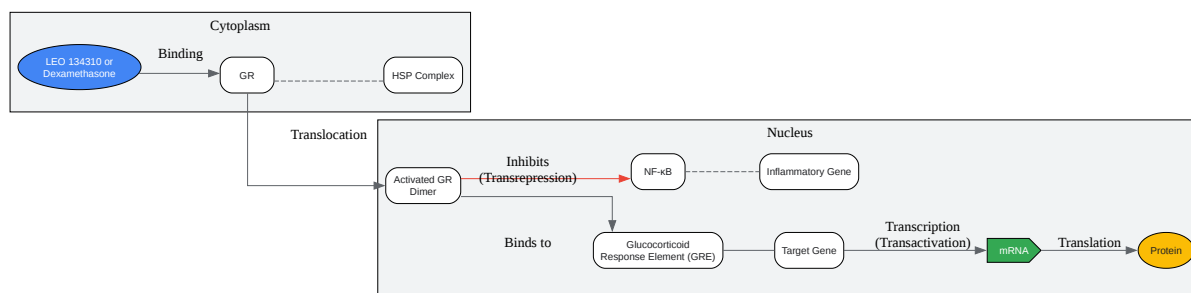 Cytoplasm
LEO 134310 or
Dexamethasone
Binding
GR
HSP Complex
Translocation
Nucleus
Activated GR
Dimer
Inhibits
(Transrepression)
NF-κB
Inflammatory Gene
Binds to
Glucocorticoid
Response Element (GRE)
Target Gene
Transcription
(Transactivation)
mRNA
Translation
Protein